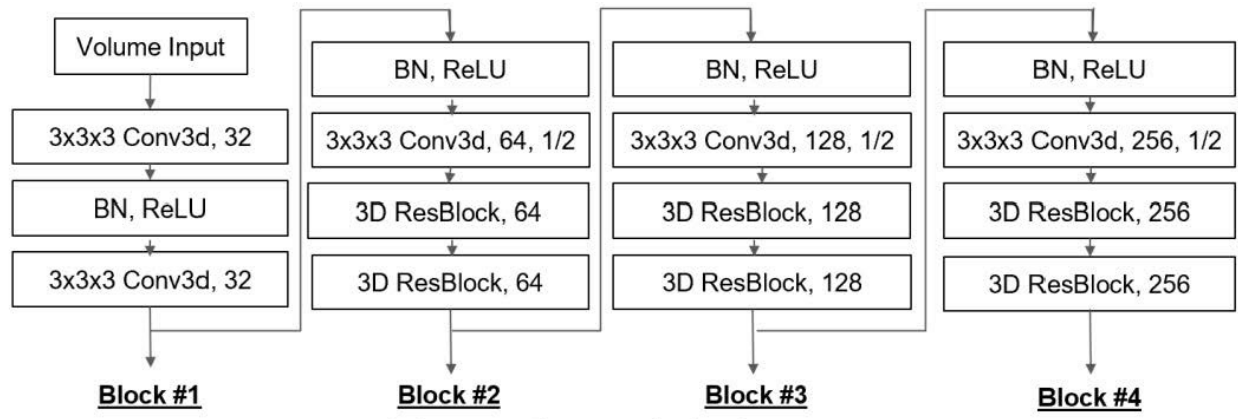 Volume Input
3x3x3 Conv3d, 32
BN, ReLU
3x3x3 Conv3d, 32
Block #1
BN, ReLU
3x3x3 Conv3d, 64, 1/2
3D ResBlock, 64
3D ResBlock, 64
Block #2
BN, ReLU
3x3x3 Conv3d, 128, 1/2
3D ResBlock, 128
3D ResBlock, 128
Block #3
BN, ReLU
3x3x3 Conv3d, 256, 1/2
3D ResBlock, 256
3D ResBlock, 256
Block #4